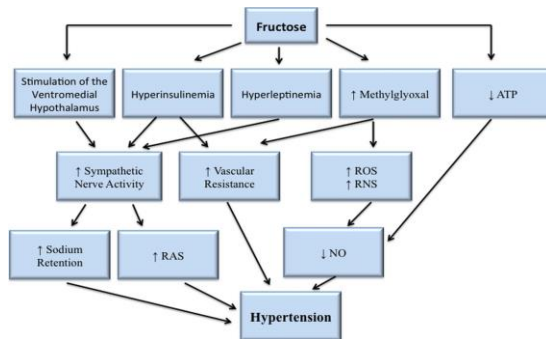 Fructose
Stimulation of the
Ventromedial
Hypothalamus
Hyperinsulinemia
Hyperleptinemia
↑ Methylglyoxal
↓ ATP
↑ Sympathetic
Nerve Activity
↑ Vascular
Resistance
↑ ROS
↑ RNS
↑ Sodium
Retention
↑ RAS
↓ NO
Hypertension